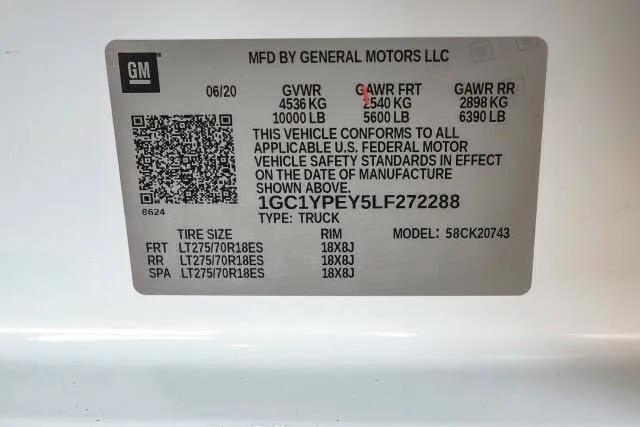 GM
MFD BY GENERAL MOTORS LLC
06/20 GVWR GAWR FRT GAWR RR
4536 KG 2540 KG 2898 KG
10000 LB 5600 LB 6390 LB
THIS VEHICLE CONFORMS TO ALL
APPLICABLE U.S. FEDERAL MOTOR
VEHICLE SAFETY STANDARDS IN EFFECT
ON THE DATE OF MANUFACTURE
SHOWN ABOVE.
8624
1GC1YPEY5LF272288
TYPE: TRUCK
TIRE SIZE RIM MODEL: 58CK20743
FRT LT275/70R18ES 18X8J
RR LT275/70R18ES 18X8J
SPA LT275/70R18ES 18X8J